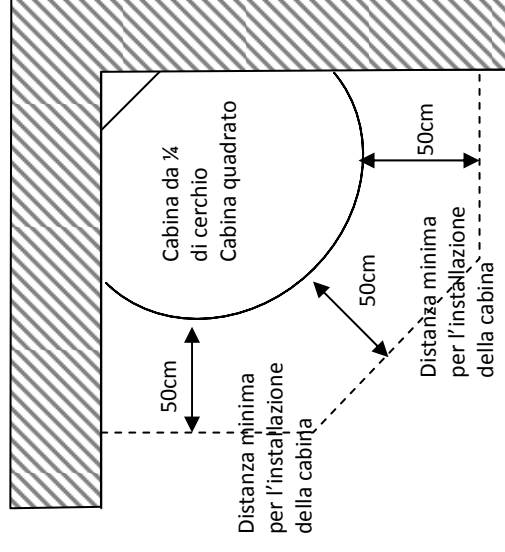 Cabina da ¼
di cerchio
Cabina quadrato
50cm
50cm
50cm
Distanza minima
per l’installazione
della cabina
Distanza minima
per l’installazione
della cabina